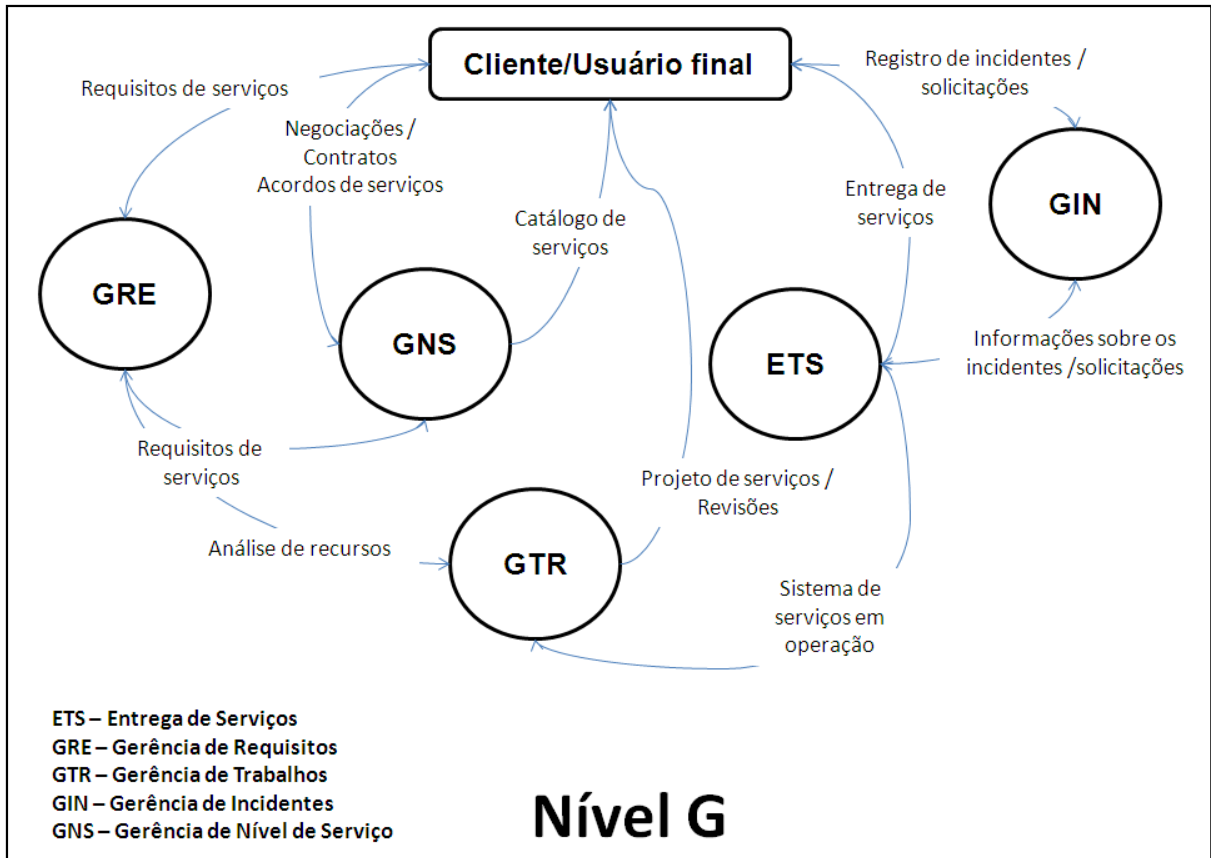 Cliente/Usuário final
Requisitos de serviços
Negociações /
Contratos
Acordos de serviços
Catálogo de
serviços
Entrega de
serviços
Registro de incidentes /
solicitações
GRE
GNS
ETS
GIN
Informações sobre os
incidentes /solicitações
Requisitos de
serviços
Análise de recursos
GTR
Projeto de serviços /
Revisões
Sistema de
serviços em
operação
ETS – Entrega de Serviços
GRE – Gerência de Requisitos
GTR – Gerência de Trabalhos
GIN – Gerência de Incidentes
GNS – Gerência de Nível de Serviço
Nível G